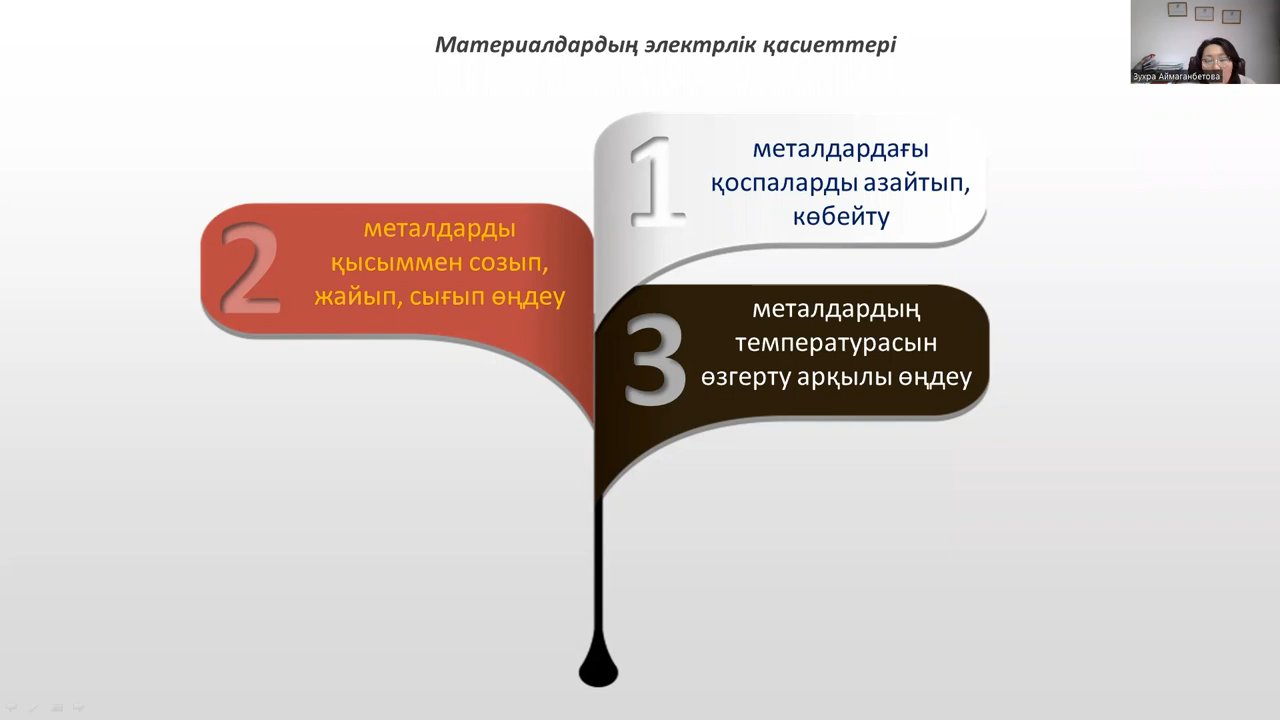 Материалдардың электрлік қасиеттері
Зухра Аймаганбетова
1
металдардағы
қоспаларды азайтып,
көбейту
2
металдарды
қысыммен созып,
жайып, сығып өңдеу
3
металдардың
температурасын
өзгерту арқылы өңдеу